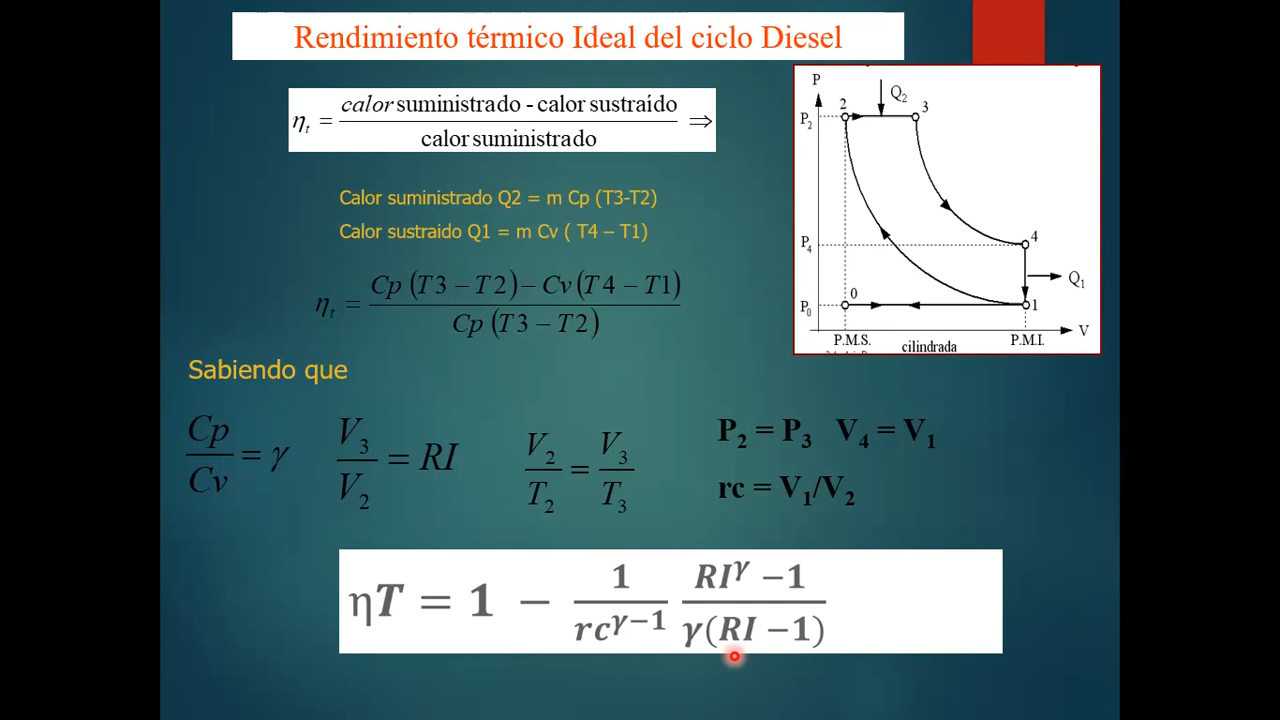 Rendimiento térmico Ideal del ciclo Diesel
η_t = (calor suministrado - calor sustraído) / (calor suministrado) ⇒
Calor suministrado Q2 = m Cp (T3-T2)
Calor sustraido Q1 = m Cv ( T4 – T1)
η_t = (Cp (T3 − T2) − Cv (T4 − T1)) / (Cp (T3 − T2))
P
Q₂
2
3
P₂
4
P₄
Q₁
0
1
P₀
V
P.M.S.
cilindrada
P.M.I.
Sabiendo que
Cp/Cv = γ
V₃/V₂ = RI
V₂/T₂ = V₃/T₃
P₂ = P₃ V₄ = V₁
rc = V₁/V₂
ηT = 1 − (1 / rc^(γ−1)) (RI^γ −1) / (γ(RI −1))